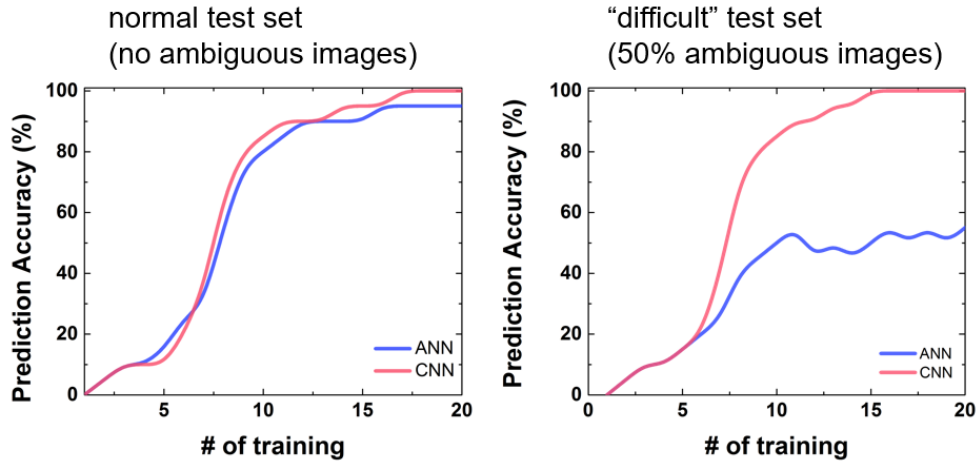 normal test set
(no ambiguous images)
Prediction Accuracy (%)
100
80
60
40
20
0
5
10
15
20
ANN
CNN
# of training
“difficult” test set
(50% ambiguous images)
Prediction Accuracy (%)
100
80
60
40
20
0
0
5
10
15
20
ANN
CNN
# of training